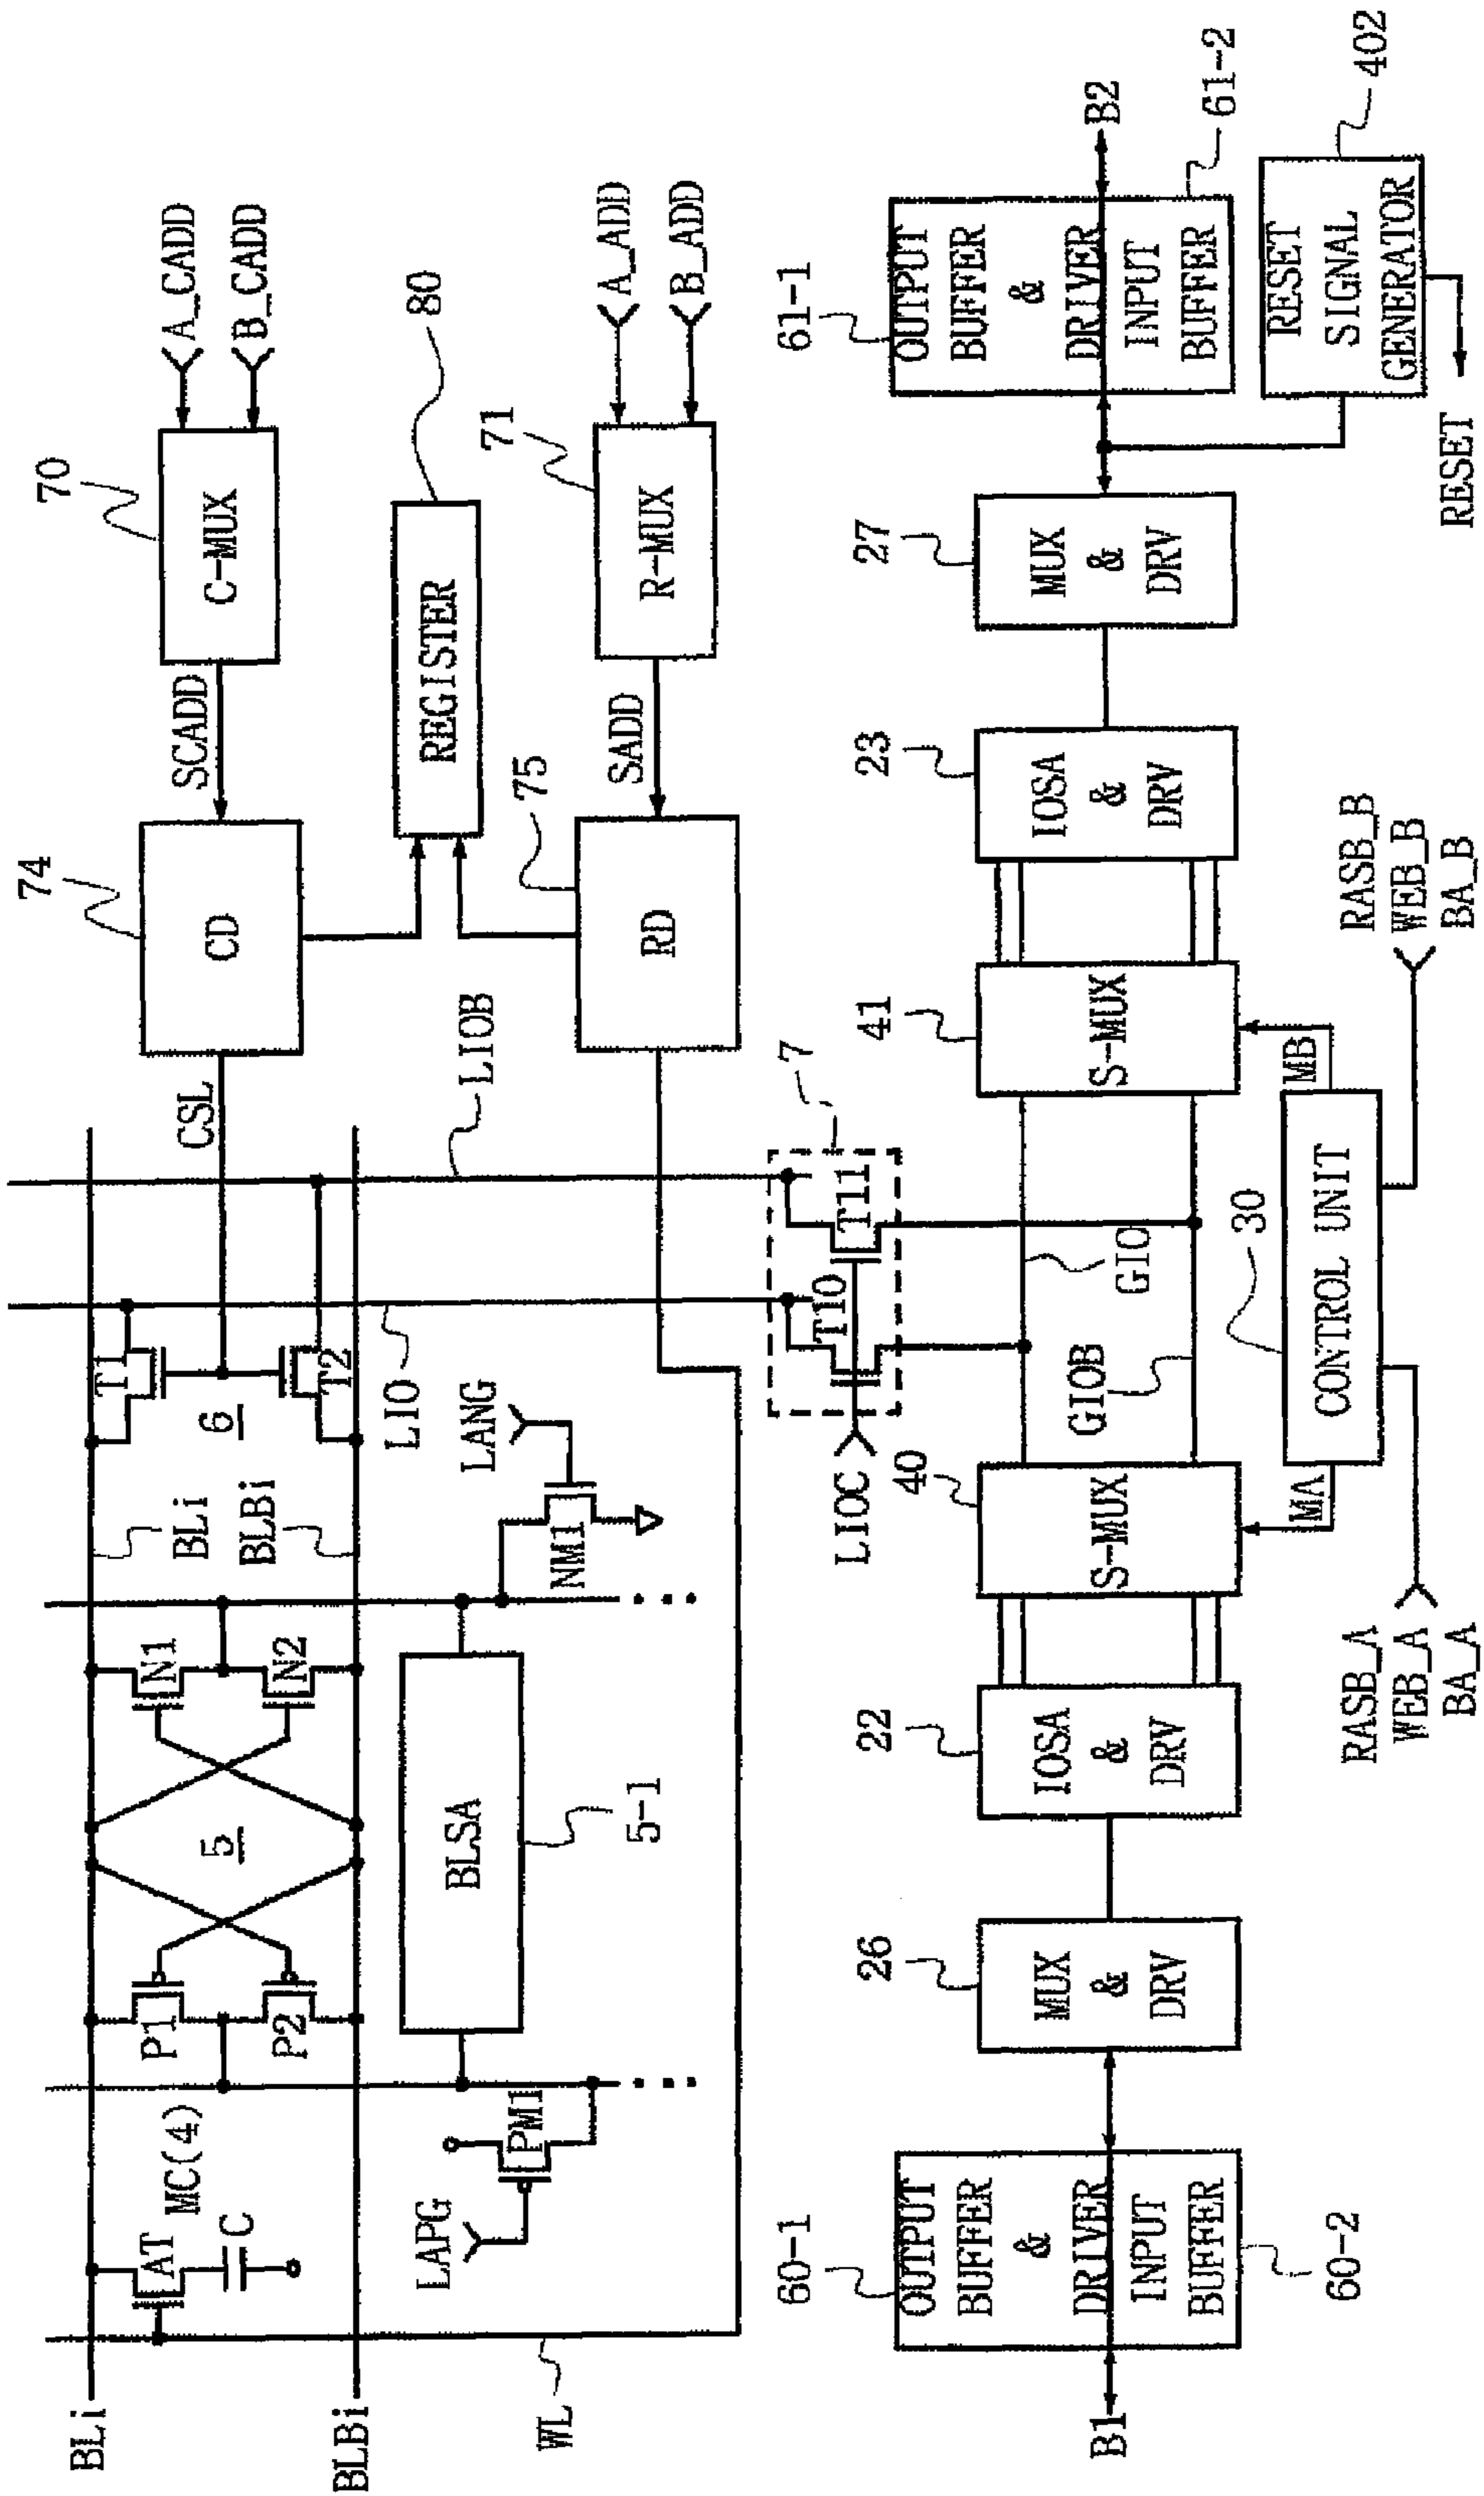 BLi
BLBi
WL
AT
MC(4)
C
P1
P2
5
N1
N2
BLi
BLBi
T1
6
T2
CSL
74
CD
SCADD
70
C-MUX
A_CADD
B_CADD
LAPG
PM1
BLSA
5-1
NM1
LANG
LIO
LIOB
REGISTER
80
75
RD
SADD
71
R-MUX
A_ADD
B_ADD
LIOC
T10
T11
7
B1
60-1
OUTPUT
BUFFER
&
DRIVER
INPUT
BUFFER
60-2
26
MUX
&
DRV
22
IOSA
&
DRV
40
S-MUX
GIOB
GIO
41
S-MUX
23
IOSA
&
DRV
27
MUX
&
DRV
61-1
OUTPUT
BUFFER
&
DRIVER
INPUT
BUFFER
61-2
B2
MA
30
CONTROL UNIT
MB
RASB_A
WEB_A
BA_A
RASB_B
WEB_B
BA_B
RESET
SIGNAL
GENERATOR
402
RESET